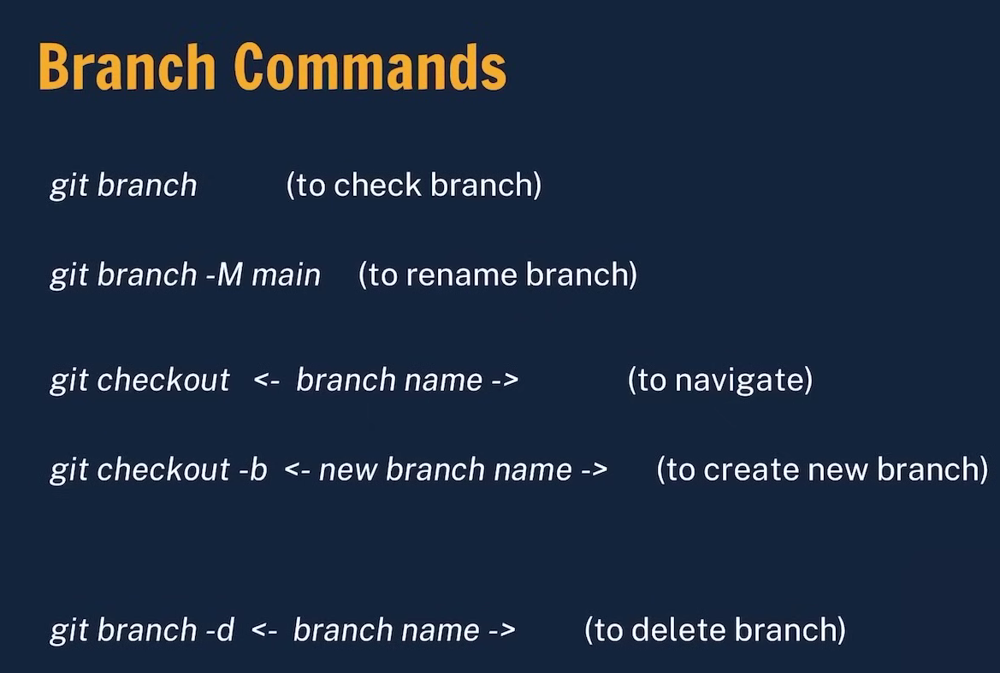 Branch Commands
git branch (to check branch)
git branch -M main (to rename branch)
git checkout <- branch name -> (to navigate)
git checkout -b <- new branch name -> (to create new branch)
git branch -d <- branch name -> (to delete branch)